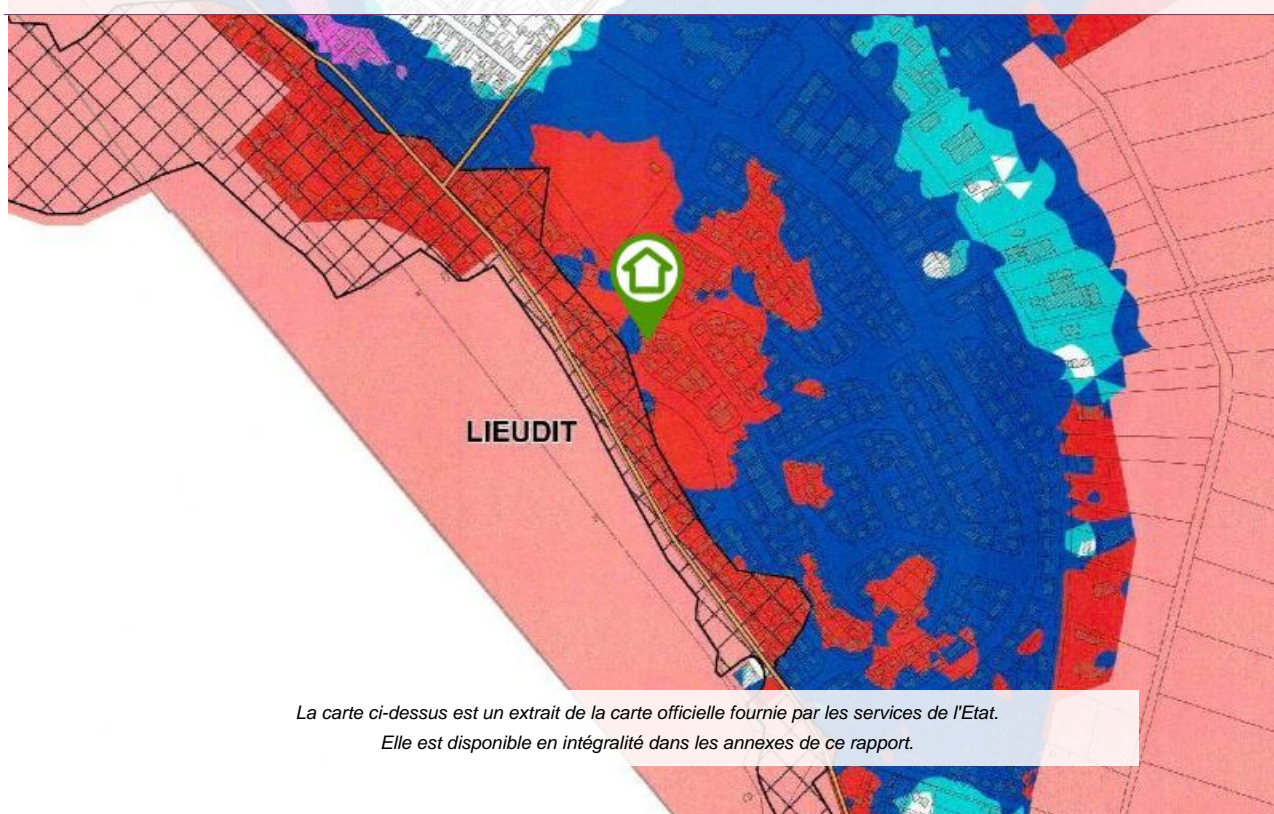 LIEUDIT
La carte ci-dessus est un extrait de la carte officielle fournie par les services de l'Etat.
Elle est disponible en intégralité dans les annexes de ce rapport.